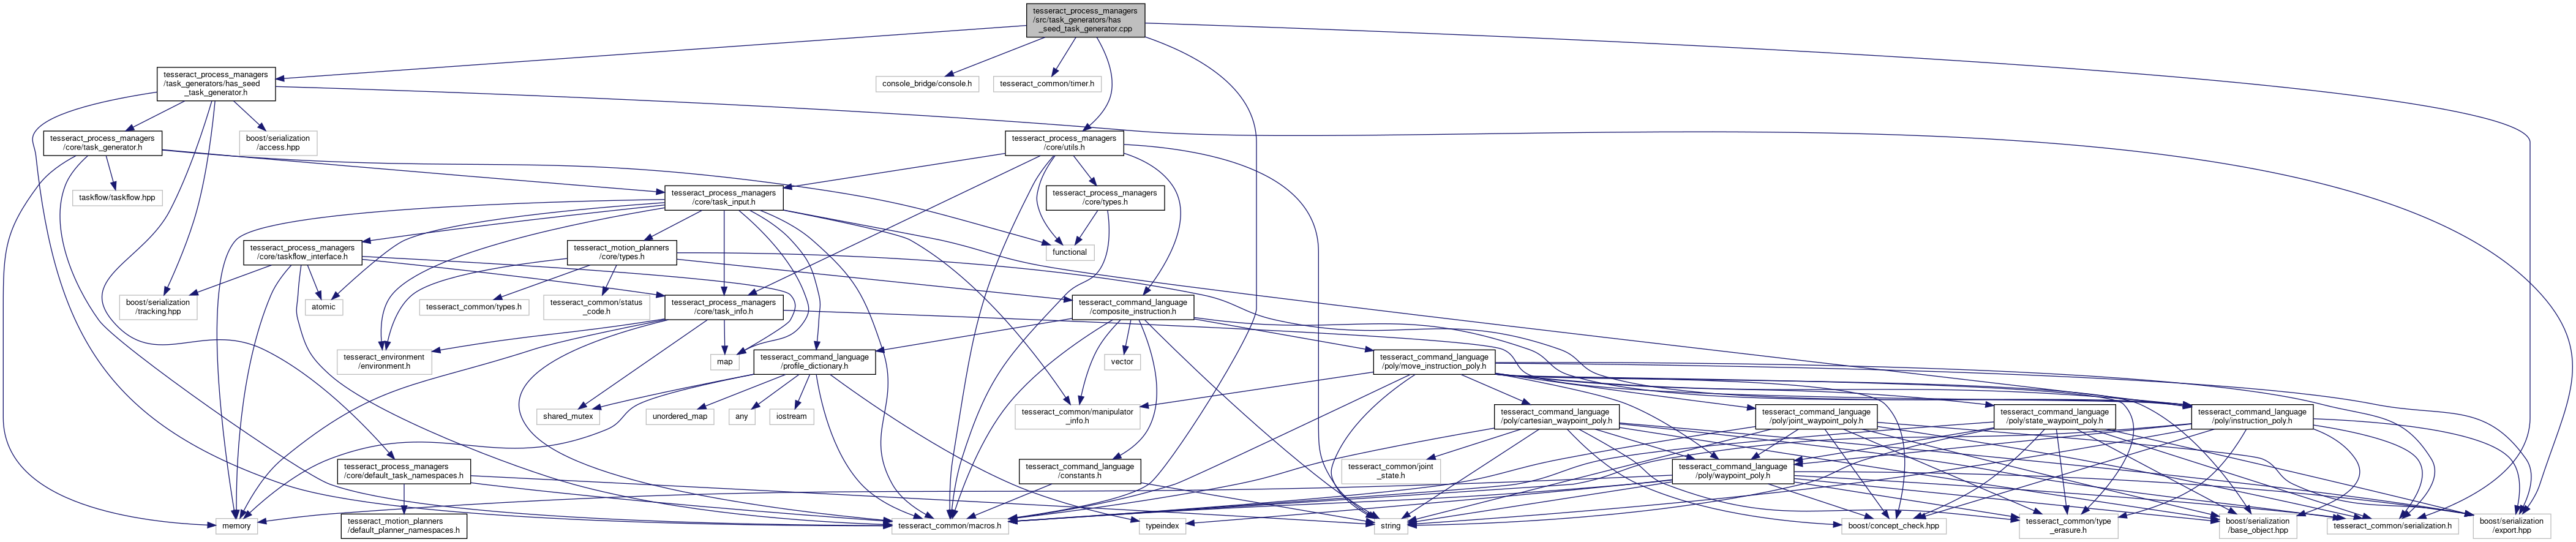 tesseract_process_managers
/src/task_generators/has
_seed_task_generator.cpp
tesseract_process_managers
/task_generators/has_seed
_task_generator.h
console_bridge/console.h
tesseract_common/timer.h
tesseract_process_managers
/core/task_generator.h
boost/serialization
/access.hpp
tesseract_process_managers
/core/utils.h
taskflow/taskflow.hpp
tesseract_process_managers
/core/task_input.h
tesseract_process_managers
/core/types.h
tesseract_process_managers
/core/taskflow_interface.h
tesseract_motion_planners
/core/types.h
functional
boost/serialization
/tracking.hpp
atomic
tesseract_common/types.h
tesseract_common/status
_code.h
tesseract_process_managers
/core/task_info.h
tesseract_command_language
/composite_instruction.h
tesseract_environment
/environment.h
map
tesseract_command_language
/profile_dictionary.h
vector
tesseract_command_language
/poly/move_instruction_poly.h
shared_mutex
unordered_map
any
iostream
tesseract_common/manipulator
_info.h
tesseract_command_language
/poly/cartesian_waypoint_poly.h
tesseract_command_language
/poly/joint_waypoint_poly.h
tesseract_command_language
/poly/state_waypoint_poly.h
tesseract_command_language
/poly/instruction_poly.h
tesseract_process_managers
/core/default_task_namespaces.h
tesseract_command_language
/constants.h
tesseract_common/joint
_state.h
tesseract_command_language
/poly/waypoint_poly.h
memory
tesseract_motion_planners
/default_planner_namespaces.h
tesseract_common/macros.h
typeindex
string
boost/concept_check.hpp
tesseract_common/type
_erasure.h
boost/serialization
/base_object.hpp
tesseract_common/serialization.h
boost/serialization
/export.hpp